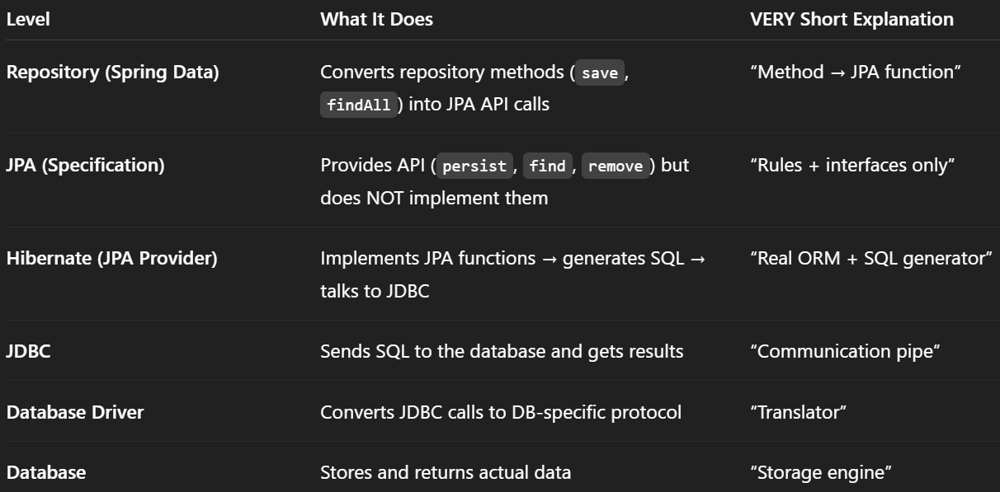 Level What It Does VERY Short Explanation
Repository (Spring Data) Converts repository methods (save, “Method → JPA function”
findAll) into JPA API calls
JPA (Specification) Provides API (persist, find, remove) but “Rules + interfaces only”
does NOT implement them
Hibernate (JPA Provider) Implements JPA functions → generates SQL → “Real ORM + SQL generator”
talks to JDBC
JDBC Sends SQL to the database and gets results “Communication pipe”
Database Driver Converts JDBC calls to DB-specific protocol “Translator”
Database Stores and returns actual data “Storage engine”